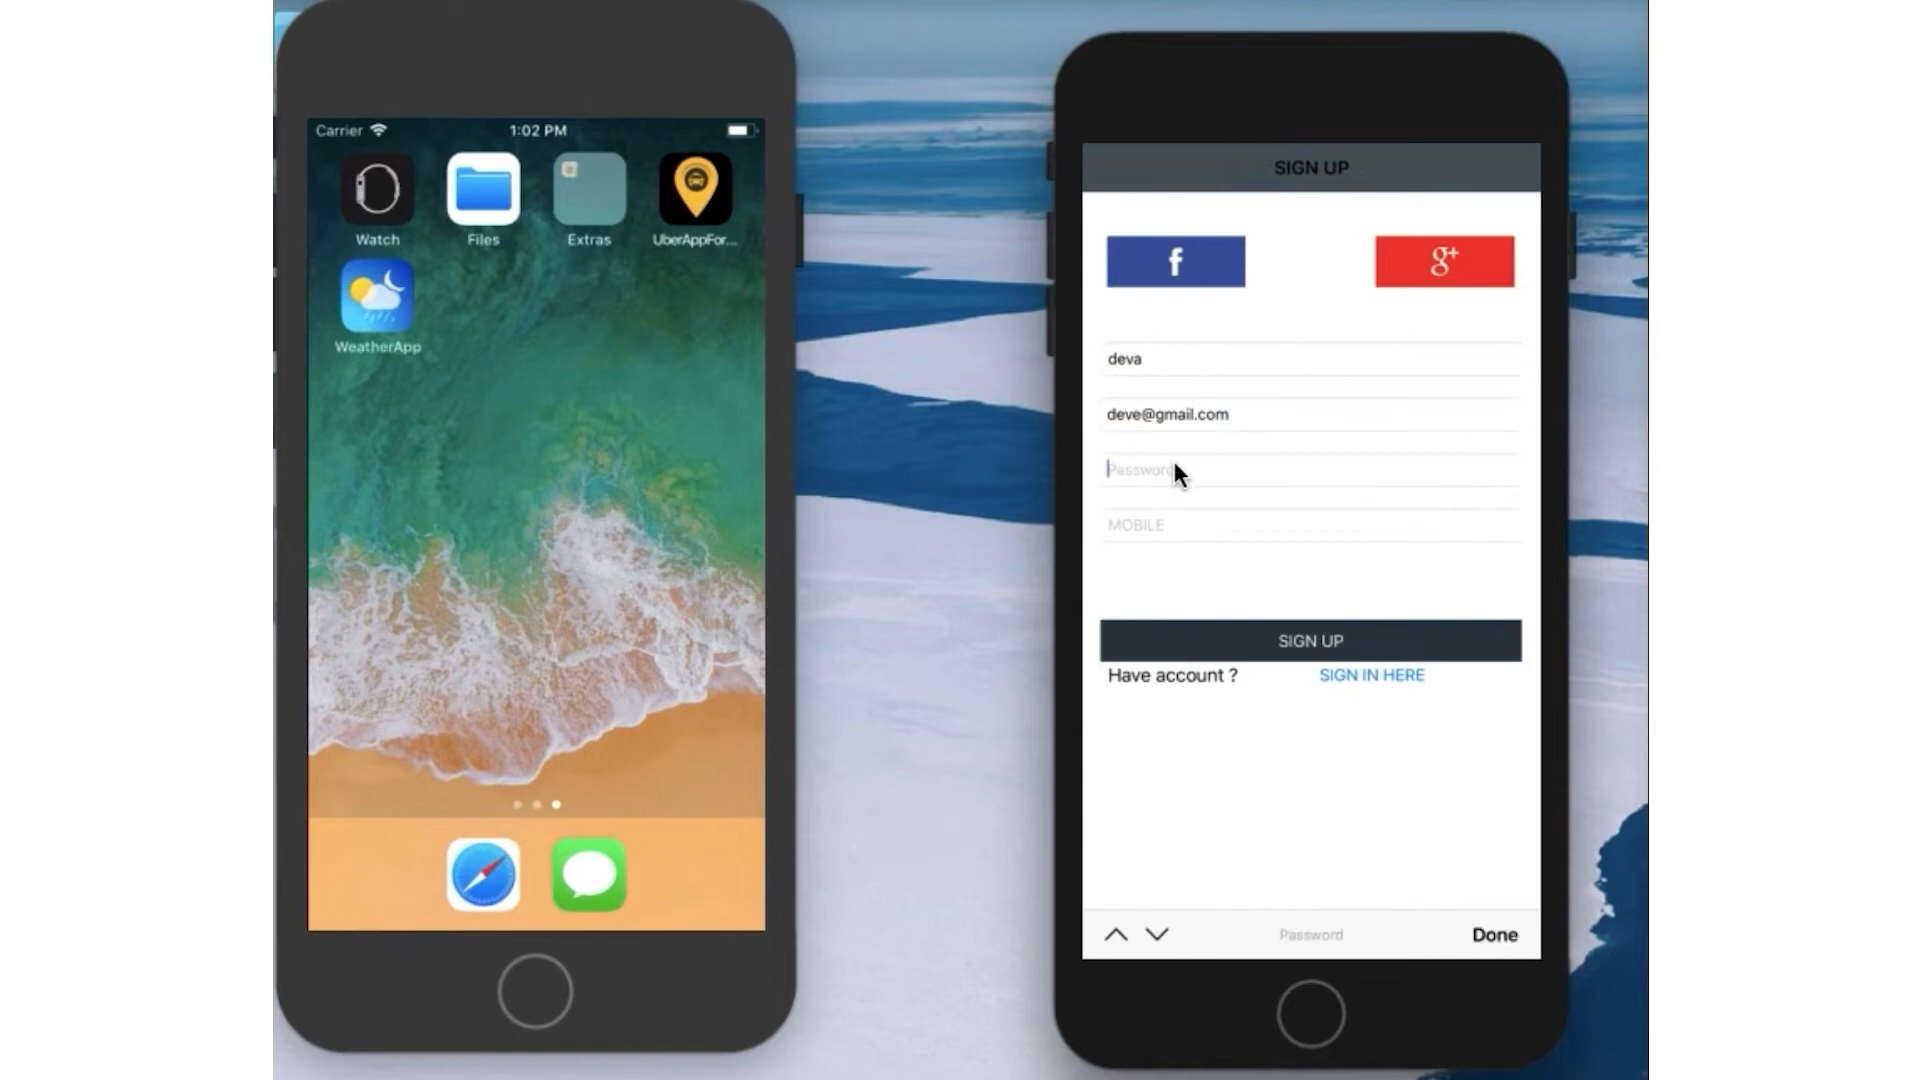 Carrier 1:02 PM
Watch Files Extras UberAppFor...
WeatherApp
SIGN UP
f g+
deva
deve@gmail.com
Password
MOBILE
SIGN UP
Have account ? SIGN IN HERE
Password Done